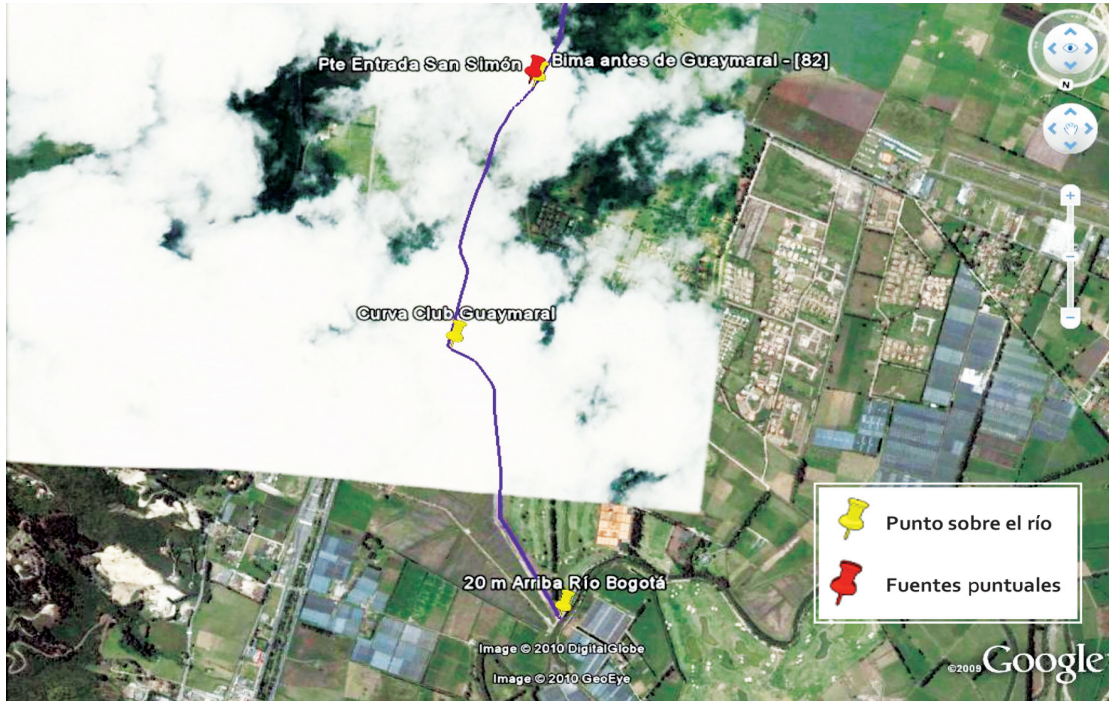 Pte Entrada San Simón
Bima antes de Guaymaral - [82]
N
Curva Club Guaymaral
20 m Arriba Río Bogotá
Punto sobre el río
Fuentes puntuales
Image © 2010 DigitalGlobe
Image © 2010 GeoEye
©2009 Google